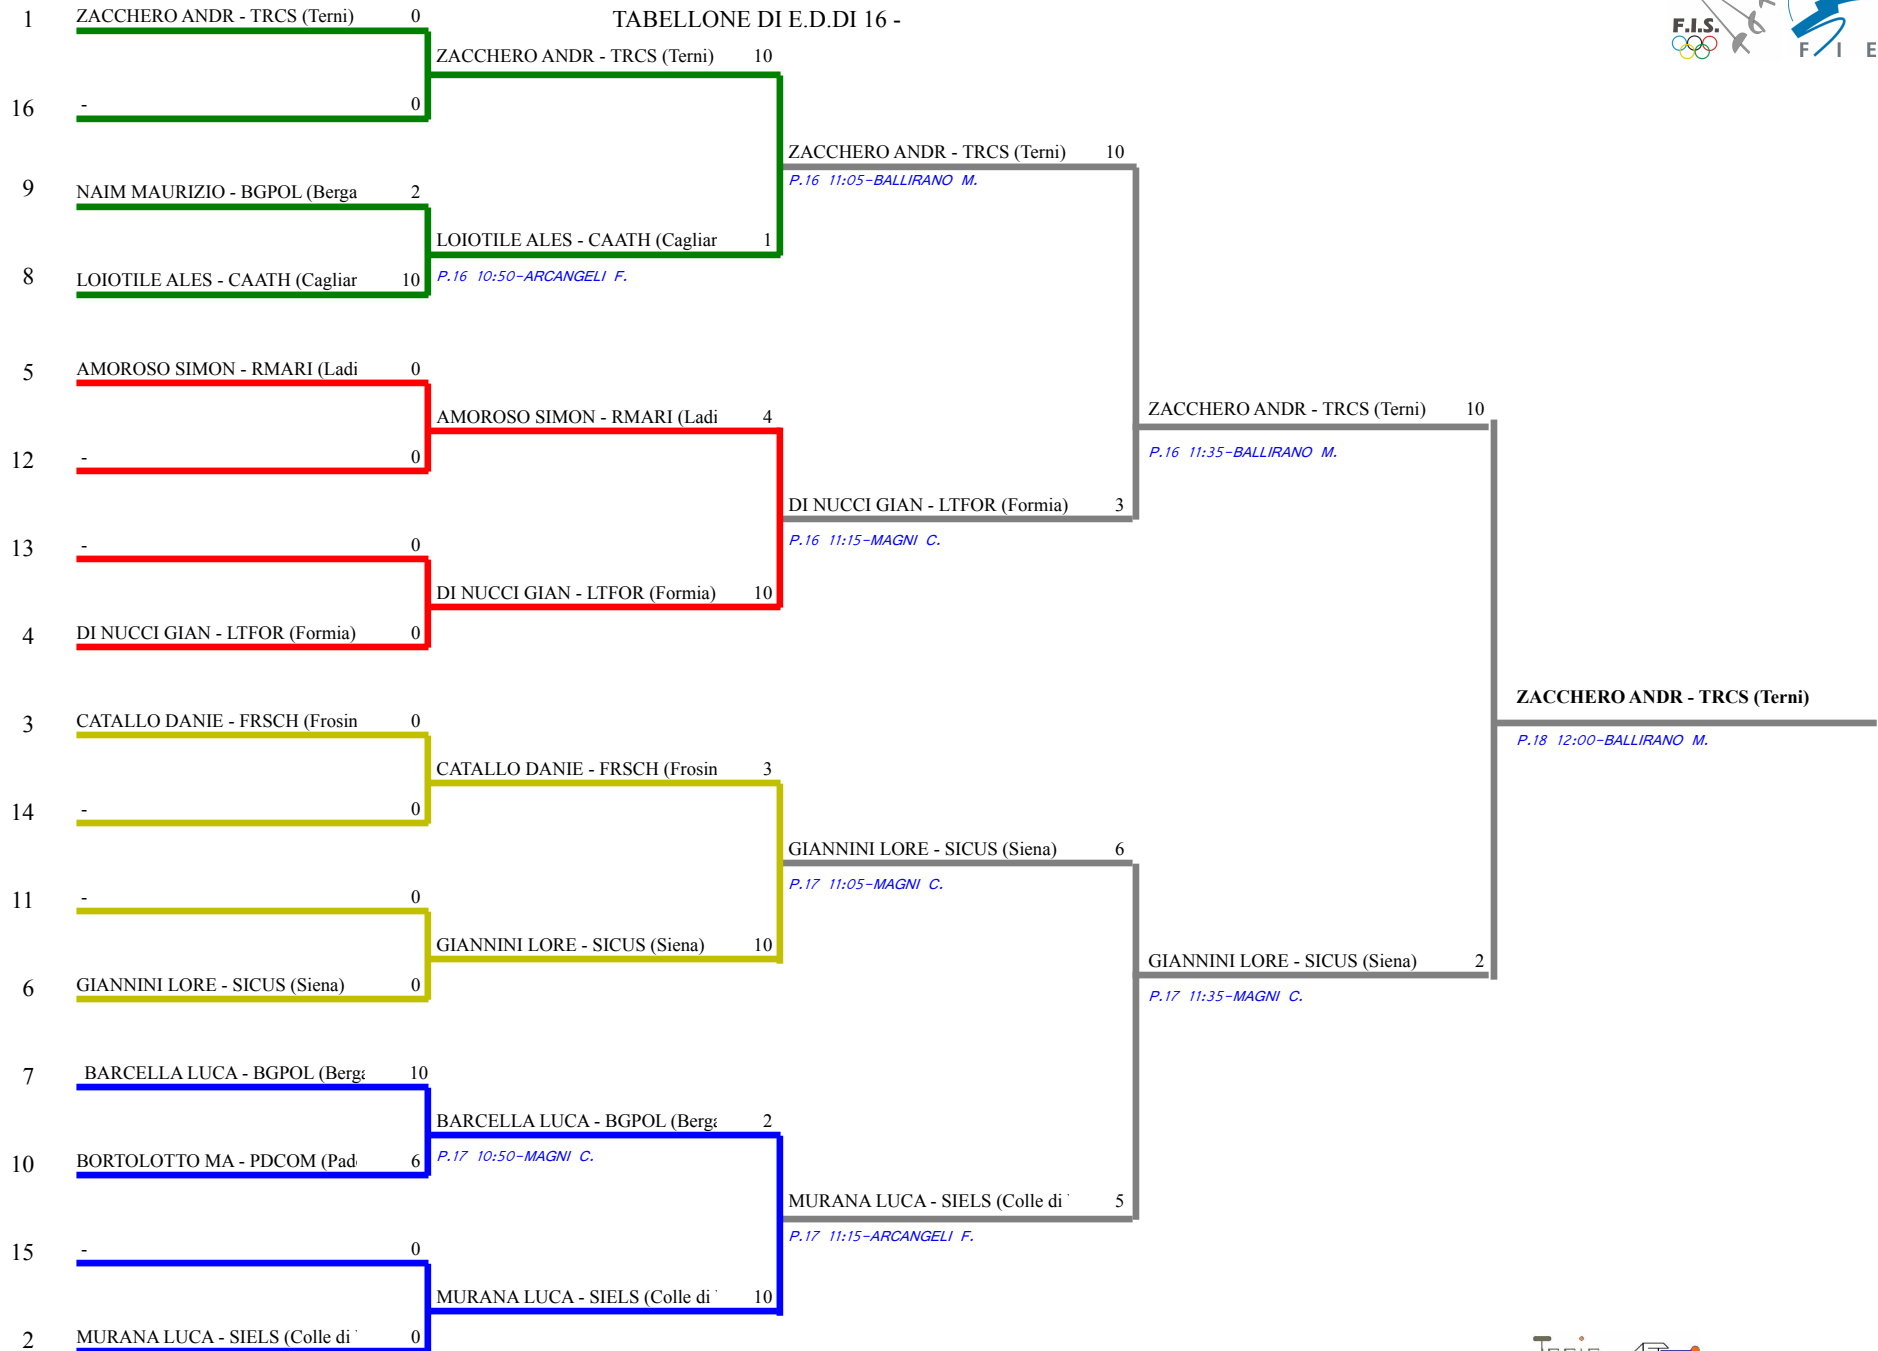 TABELLONE DI E.D.DI 16 -
F.I.S.
F I E
1 ZACCHERO ANDR - TRCS (Terni) 0
ZACCHERO ANDR - TRCS (Terni) 10
16 - 0
ZACCHERO ANDR - TRCS (Terni) 10
P.16 11:05-BALLIRANO M.
9 NAIM MAURIZIO - BGPOL (Berga 2
LOIOTILE ALES - CAATH (Cagliar 1
8 LOIOTILE ALES - CAATH (Cagliar 10
P.16 10:50-ARCANGELI F.
5 AMOROSO SIMON - RMARI (Ladi 0
AMOROSO SIMON - RMARI (Ladi 4
ZACCHERO ANDR - TRCS (Terni) 10
12 - 0
P.16 11:35-BALLIRANO M.
DI NUCCI GIAN - LTFOR (Formia) 3
P.16 11:15-MAGNI C.
13 - 0
DI NUCCI GIAN - LTFOR (Formia) 10
4 DI NUCCI GIAN - LTFOR (Formia) 0
ZACCHERO ANDR - TRCS (Terni)
P.18 12:00-BALLIRANO M.
3 CATALLO DANIE - FRSCH (Frosin 0
CATALLO DANIE - FRSCH (Frosin 3
14 - 0
GIANNINI LORE - SICUS (Siena) 6
P.17 11:05-MAGNI C.
11 - 0
GIANNINI LORE - SICUS (Siena) 10
GIANNINI LORE - SICUS (Siena) 2
6 GIANNINI LORE - SICUS (Siena) 0
P.17 11:35-MAGNI C.
7 BARCELLA LUCA - BGPOL (Berga 10
BARCELLA LUCA - BGPOL (Berga 2
10 BORTOLOTTO MA - PDCOM (Pad 6
P.17 10:50-MAGNI C.
MURANA LUCA - SIELS (Colle di 5
P.17 11:15-ARCANGELI F.
15 - 0
MURANA LUCA - SIELS (Colle di 10
2 MURANA LUCA - SIELS (Colle di 0